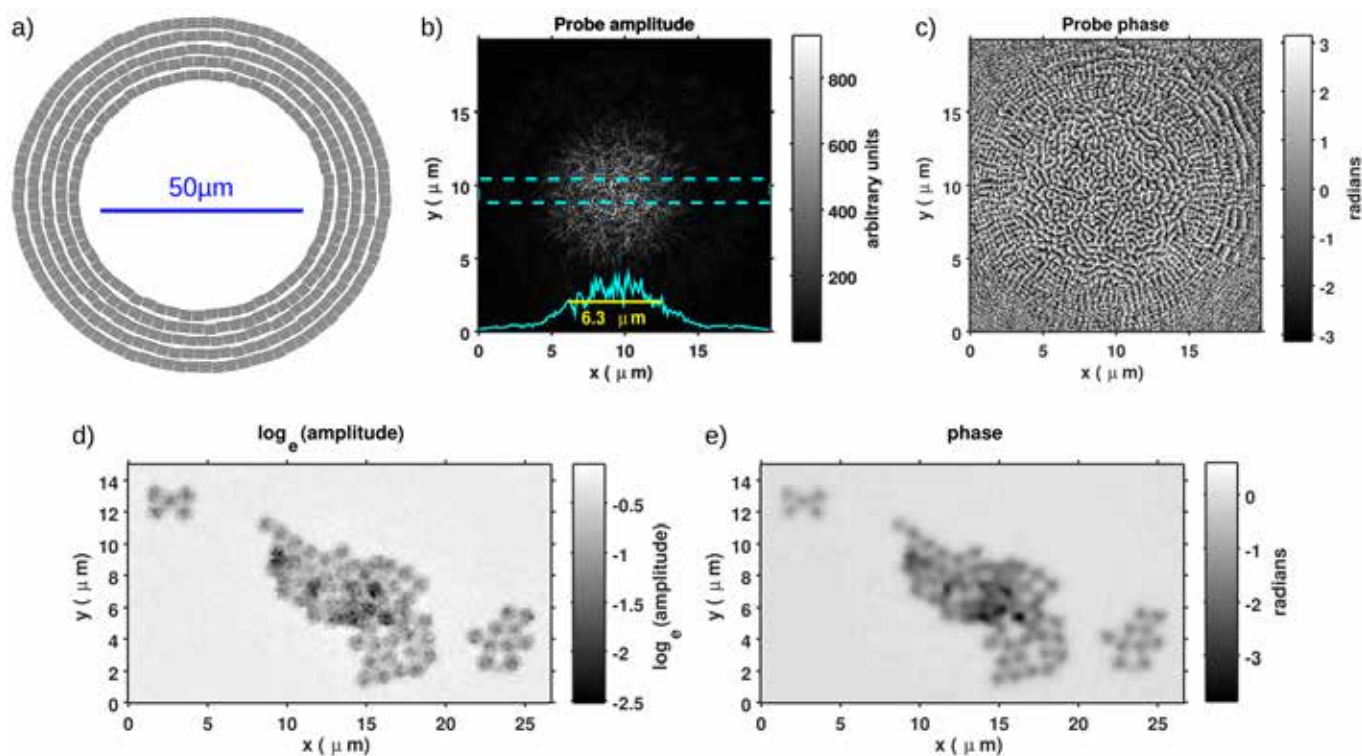 a)
50μm
b)
Probe amplitude
y ( μ m)
15
10
5
0
6.3 μ m
0 5 10 15
x ( μ m)
800
600
400
200
arbitrary units
c)
Probe phase
y ( μ m)
15
10
5
0
0 5 10 15
x ( μ m)
3
2
1
0
-1
-2
-3
radians
d)
log e (amplitude)
y ( μ m)
14
12
10
8
6
4
2
0
0 5 10 15 20 25
x ( μ m)
-0.5
-1
-1.5
-2
-2.5
log e (amplitude)
e)
phase
y ( μ m)
14
12
10
8
6
4
2
0
0 5 10 15 20 25
x ( μ m)
0
-1
-2
-3
radians